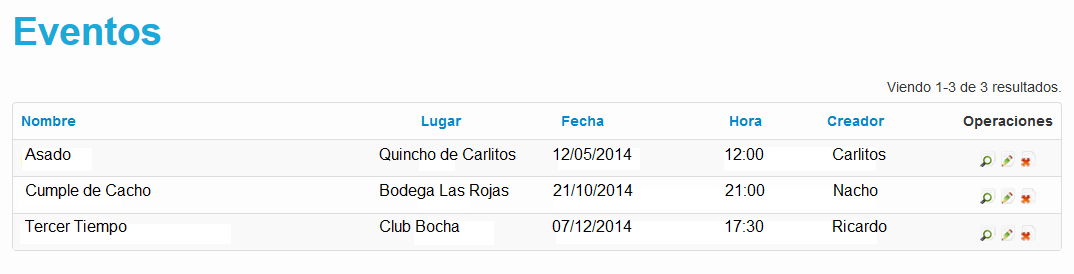 Eventos
Viendo 1-3 de 3 resultados.
Nombre Lugar Fecha Hora Creador Operaciones
Asado Quincho de Carlitos 12/05/2014 12:00 Carlitos
Cumple de Cacho Bodega Las Rojas 21/10/2014 21:00 Nacho
Tercer Tiempo Club Bocha 07/12/2014 17:30 Ricardo